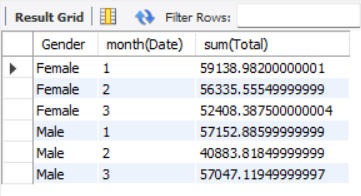 Result Grid Filter Rows:
Gender month(Date) sum(Total)
Female 1 59138.98200000001
Female 2 56335.55549999999
Female 3 52408.387500000004
Male 1 57152.88599999999
Male 2 40883.81849999999
Male 3 57047.11949999997